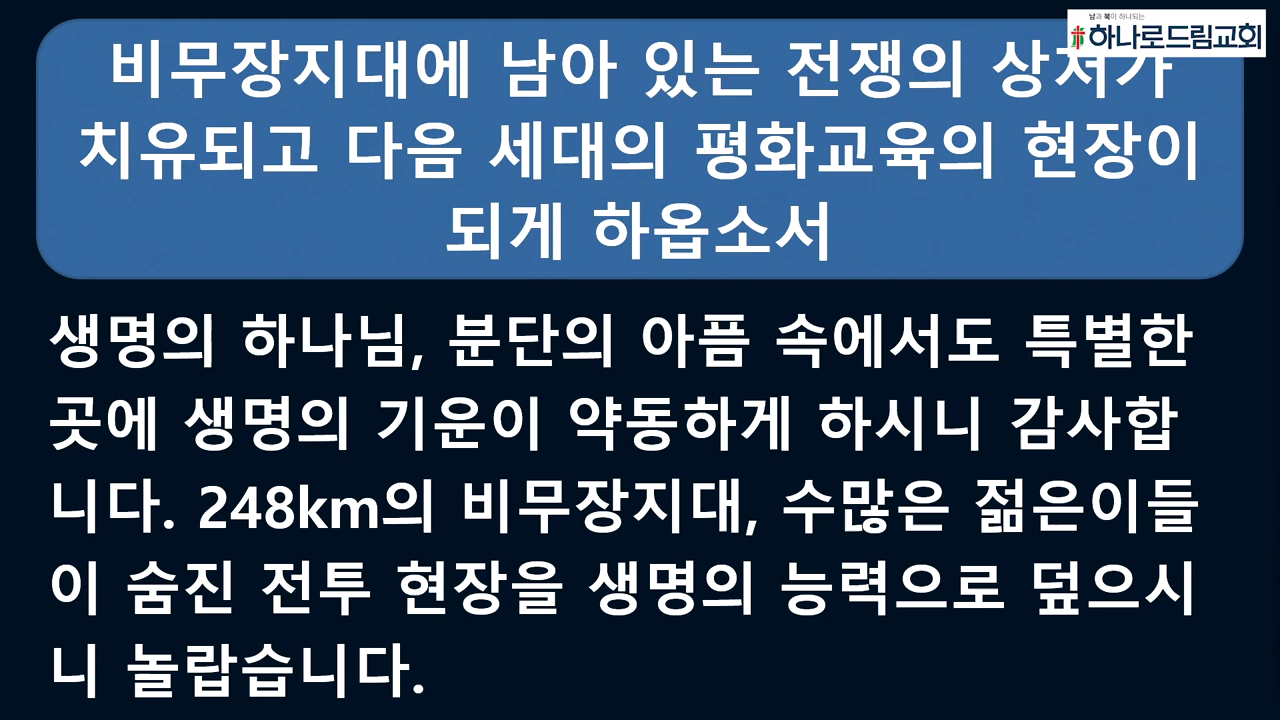 남과 북이 하나되는
하나로드림교회
비무장지대에 남아 있는 전쟁의 상처가
치유되고 다음 세대의 평화교육의 현장이
되게 하옵소서
생명의 하나님, 분단의 아픔 속에서도 특별한
곳에 생명의 기운이 약동하게 하시니 감사합
니다. 248km의 비무장지대, 수많은 젊은이들
이 숨진 전투 현장을 생명의 능력으로 덮으시
니 놀랍습니다.